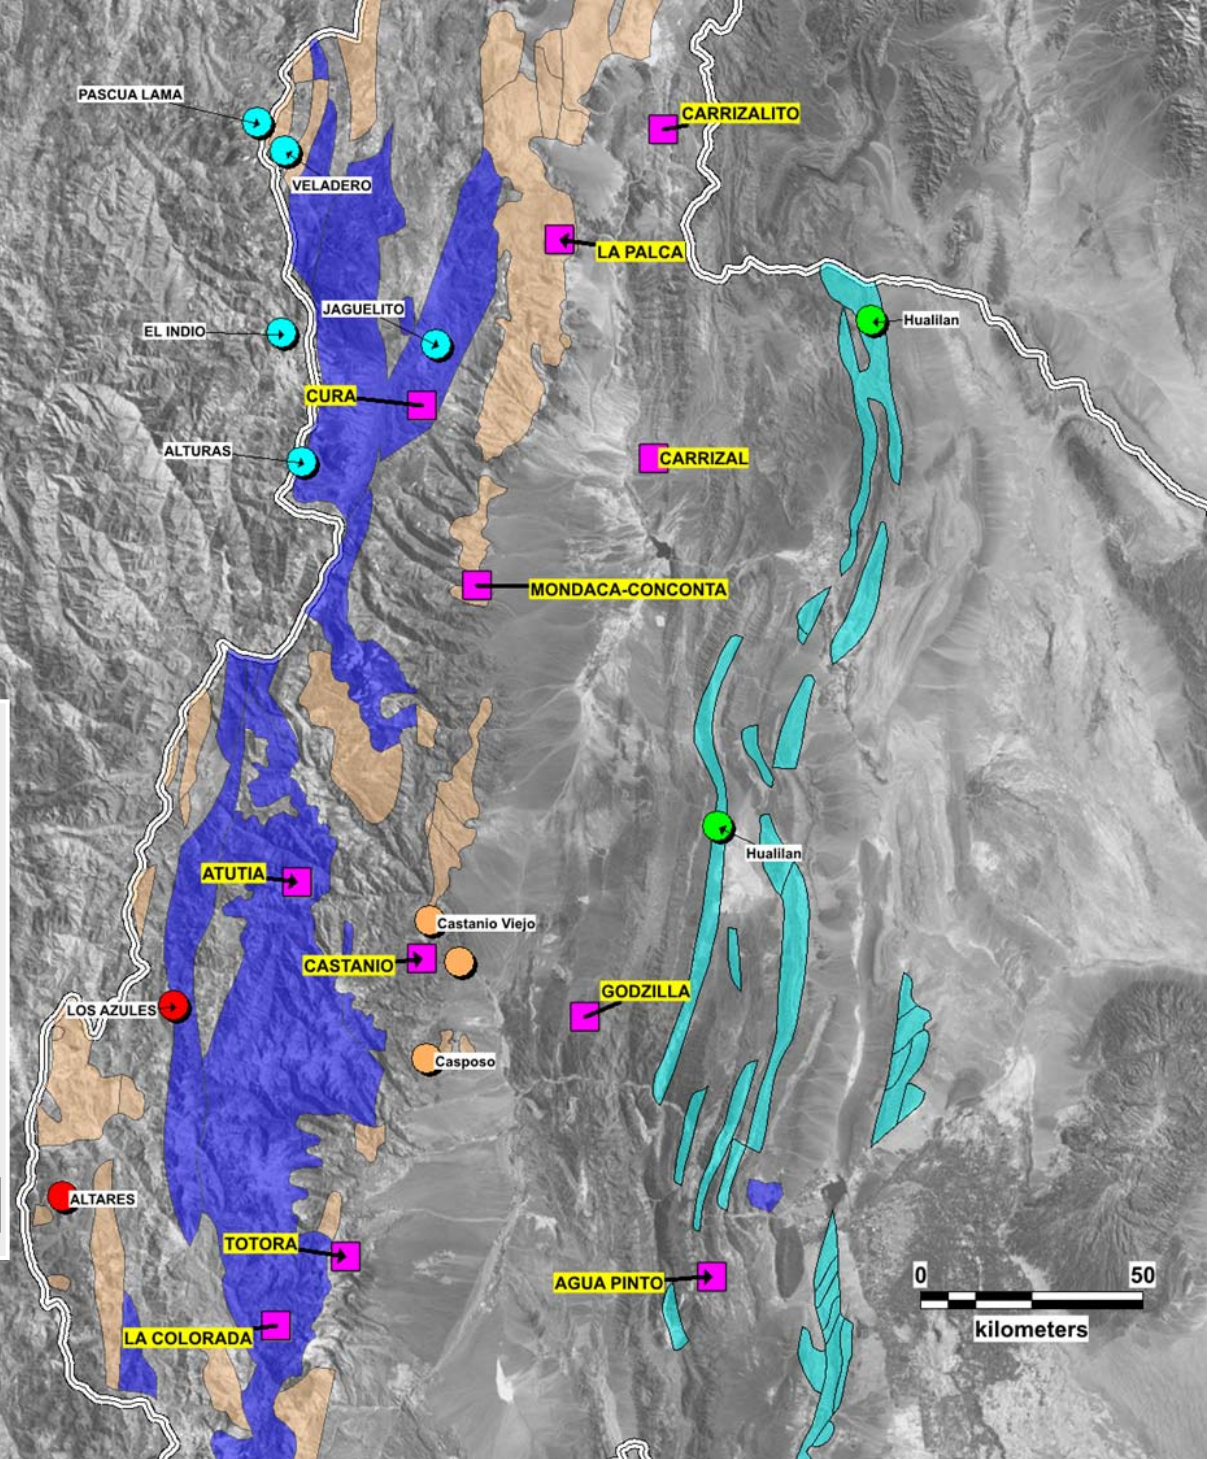 PASCUA LAMA
CARRIZALITO
VELADERO
LA PALCA
JAGUELITO
EL INDIO
Hualilan
CURA
ALTURAS
CARRIZAL
MONDACA-CONCONTA
Hualilan
ATUTIA
Castanio Viejo
CASTANIO
GODZILLA
LOS AZULES
Casposo
ALTARES
TOTORA
AGUA PINTO
0 50
kilometers
LA COLORADA